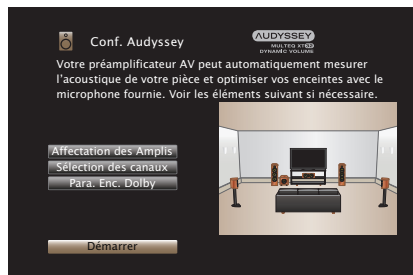 Conf. Audyssey
AUDYSSEY
MULTEQ XT32
DYNAMIC VOLUME
Votre préamplificateur AV peut automatiquement mesurer
l'acoustique de votre pièce et optimiser vos enceintes avec le
microphone fournie. Voir les éléments suivant si nécessaire.
Affectation des Amplis
Sélection des canaux
Para. Enc. Dolby
Démarrer